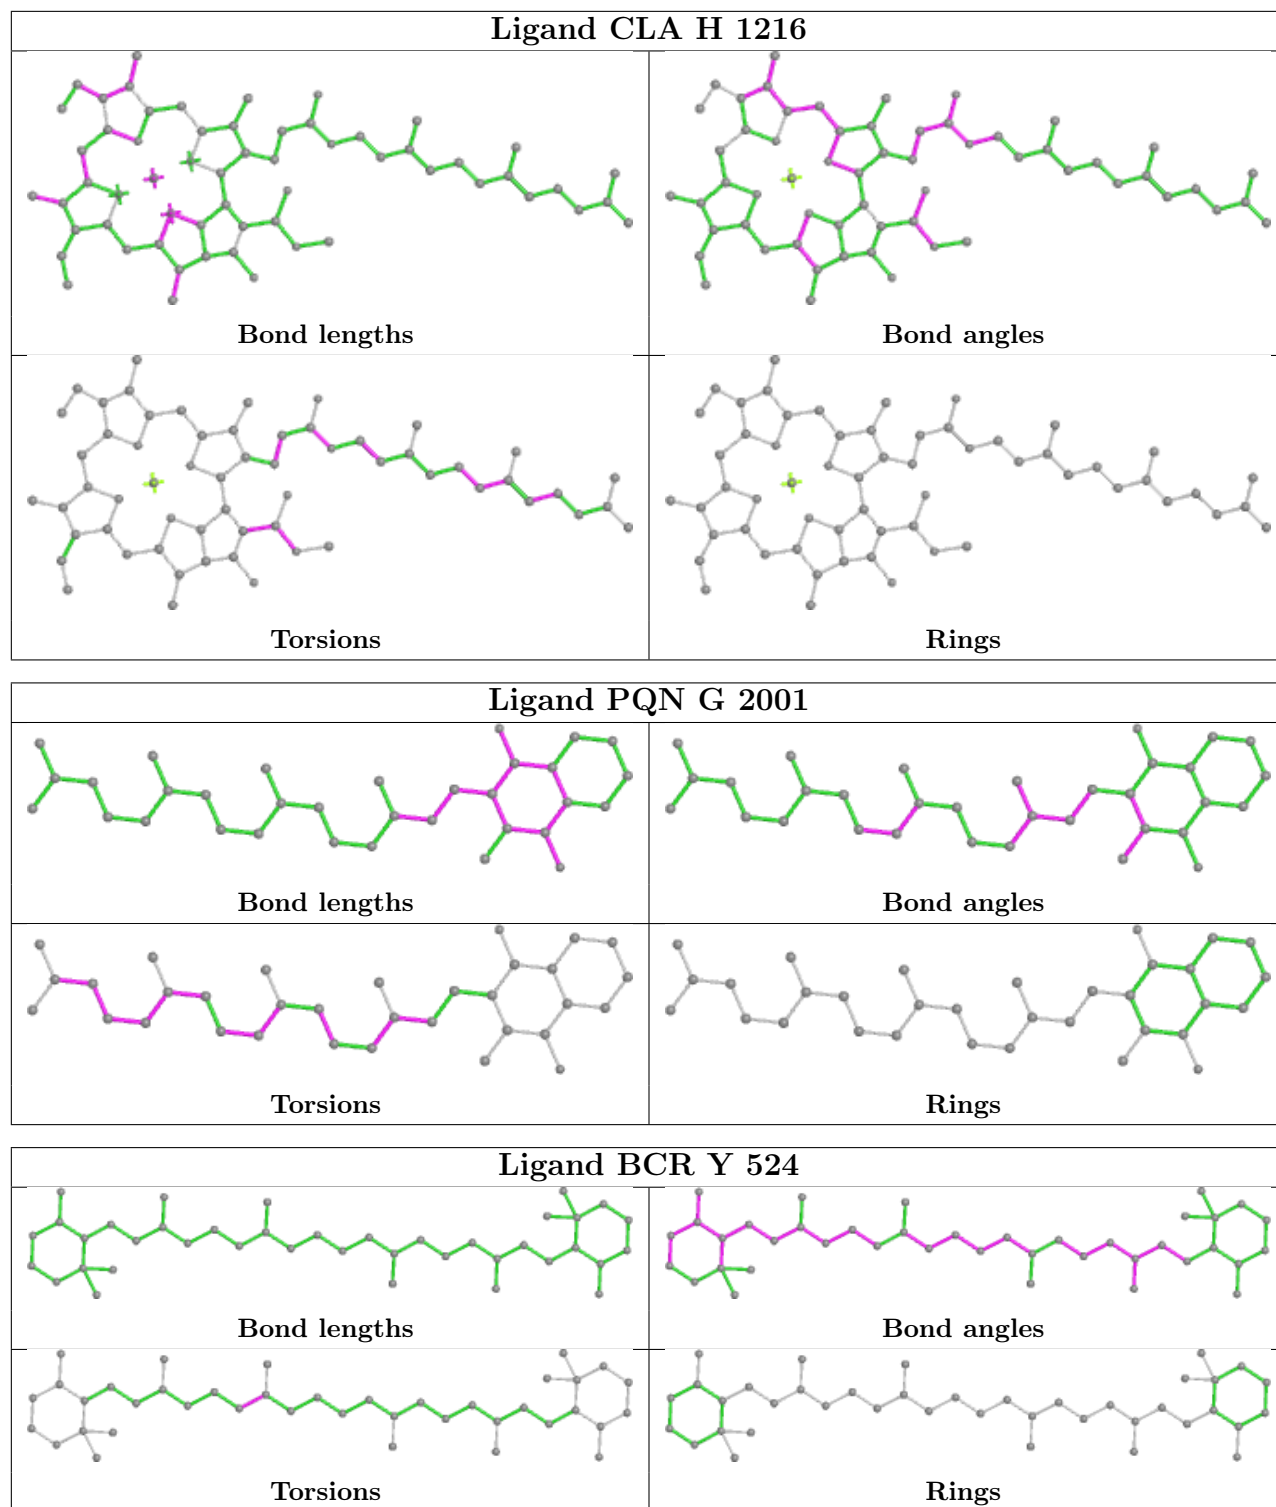 Ligand CLA H 1216
Bond lengths
Bond angles
Torsions
Rings
Ligand PQN G 2001
Bond lengths
Bond angles
Torsions
Rings
Ligand BCR Y 524
Bond lengths
Bond angles
Torsions
Rings